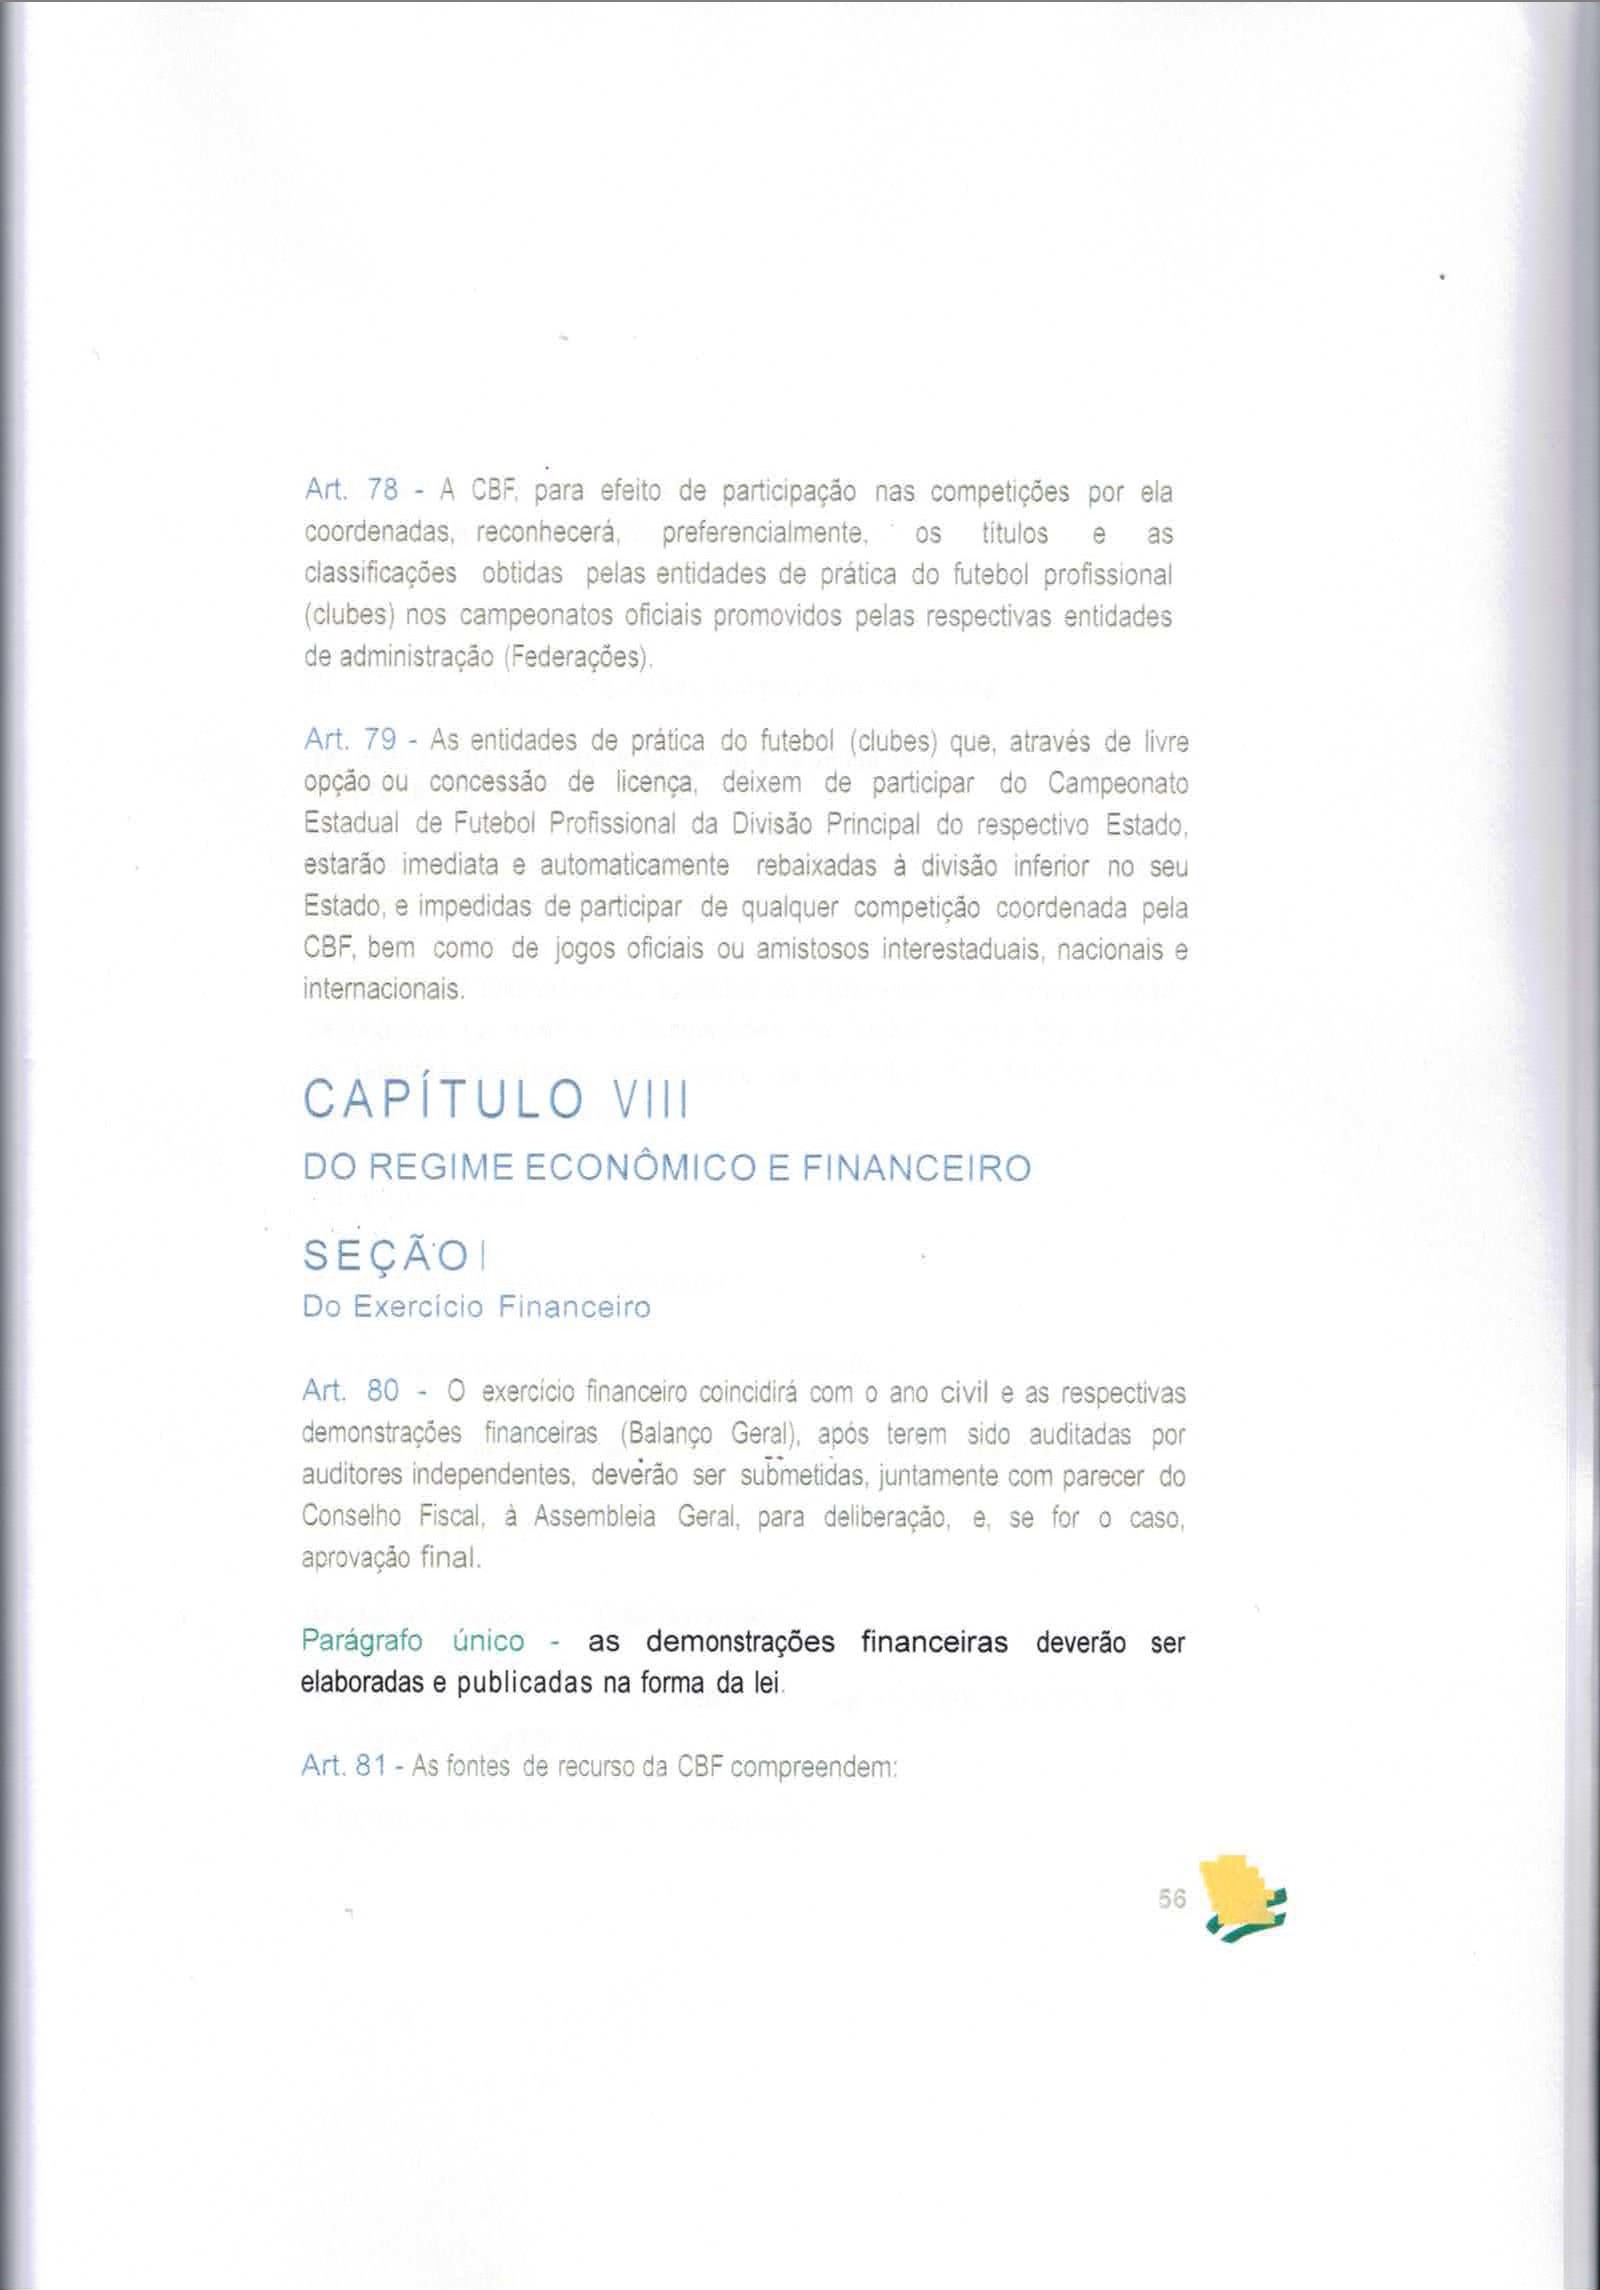 Art. 78 - A CBF, para efeito de participação nas competições por ela
coordenadas, reconhecerá, preferencialmente, os títulos e as
classificações obtidas pelas entidades de prática do futebol profissional
(clubes) nos campeonatos oficiais promovidos pelas respectivas entidades
de administração (Federações).
Art. 79 - As entidades de prática do futebol (clubes) que, através de livre
opção ou concessão de licença, deixem de participar do Campeonato
Estadual de Futebol Profissional da Divisão Principal do respectivo Estado,
estarão imediata e automaticamente rebaixadas à divisão inferior no seu
Estado, e impedidas de participar de qualquer competição coordenada pela
CBF, bem como de jogos oficiais ou amistosos interestaduais, nacionais e
internacionais.
CAPÍTULO VIII
DO REGIME ECONÔMICO E FINANCEIRO
SEÇÃO I
Do Exercício Financeiro
Art. 80 - O exercício financeiro coincidirá com o ano civil e as respectivas
demonstrações financeiras (Balanço Geral), após terem sido auditadas por
auditores independentes, deverão ser submetidas, juntamente com parecer do
Conselho Fiscal, à Assembleia Geral, para deliberação, e, se for o caso,
aprovação final.
Parágrafo único - as demonstrações financeiras deverão ser
elaboradas e publicadas na forma da lei.
Art. 81 - As fontes de recurso da CBF compreendem:
56